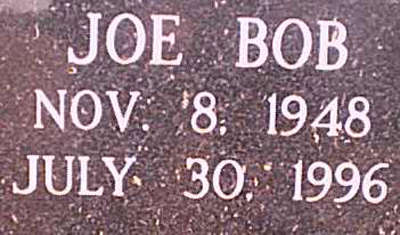 JOE BOB
NOV. 8, 1948
JULY 30, 1996